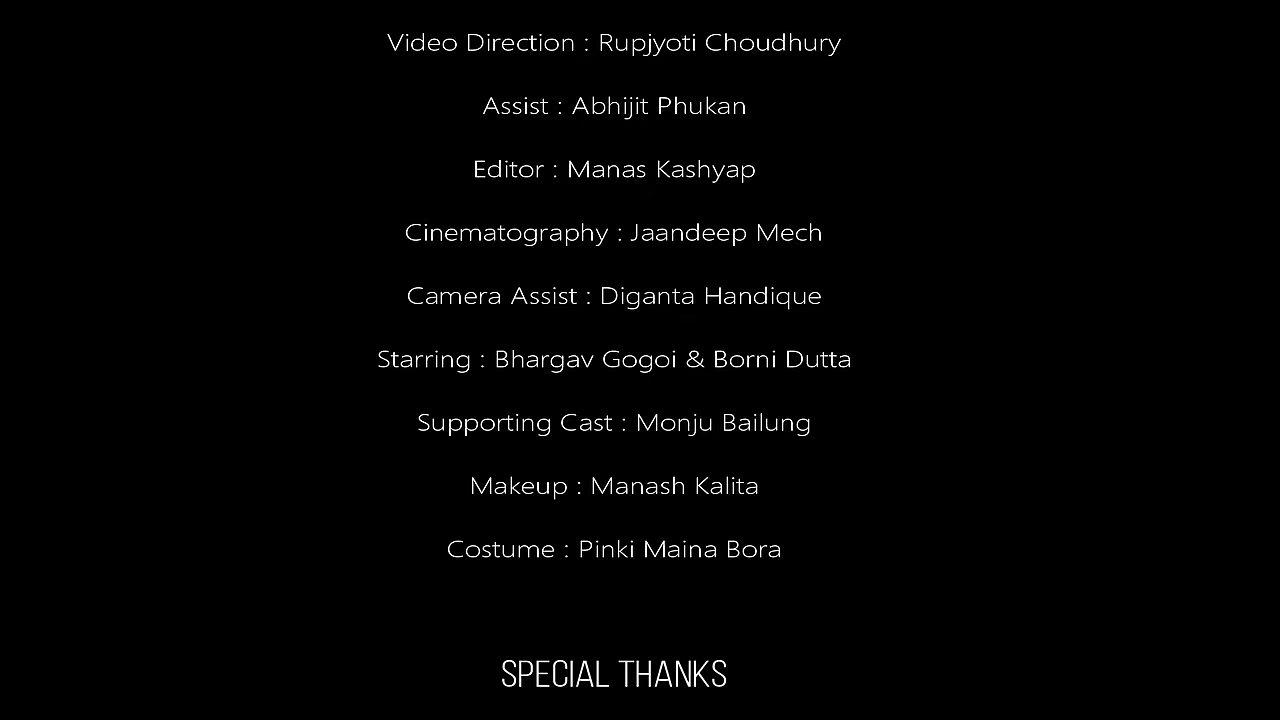 Video Direction : Rupjyoti Choudhury
Assist : Abhijit Phukan
Editor : Manas Kashyap
Cinematography : Jaandeep Mech
Camera Assist : Diganta Handique
Starring : Bhargav Gogoi & Borni Dutta
Supporting Cast : Monju Bailung
Makeup : Manash Kalita
Costume : Pinki Maina Bora
SPECIAL THANKS